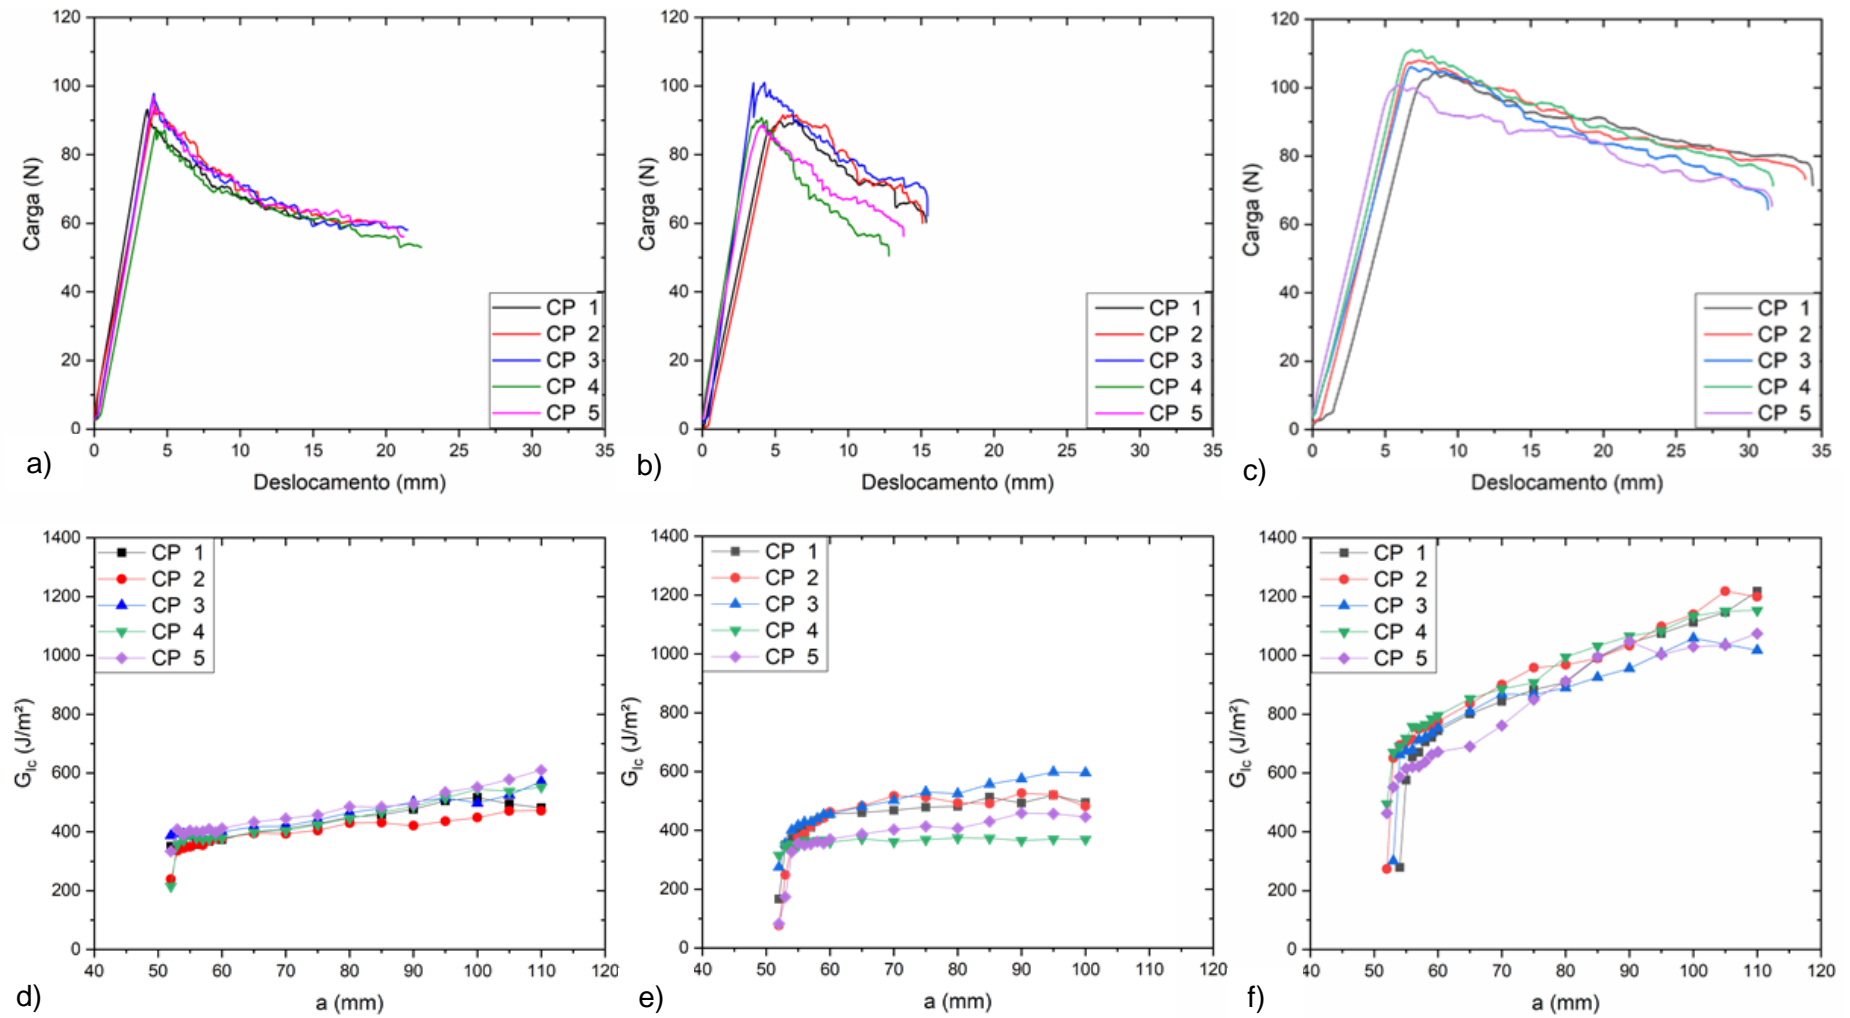 120
100
80
60
40
20
0
Carga (N)
CP 1
CP 2
CP 3
CP 4
CP 5
0 5 10 15 20 25 30 35
Deslocamento (mm)
a)
120
100
80
60
40
20
0
Carga (N)
CP 1
CP 2
CP 3
CP 4
CP 5
0 5 10 15 20 25 30 35
Deslocamento (mm)
b)
120
100
80
60
40
20
0
Carga (N)
CP 1
CP 2
CP 3
CP 4
CP 5
0 5 10 15 20 25 30 35
Deslocamento (mm)
c)
1400
1200
1000
800
600
400
200
0
G_Ic (J/m²)
CP 1
CP 2
CP 3
CP 4
CP 5
40 50 60 70 80 90 100 110 120
a (mm)
d)
1400
1200
1000
800
600
400
200
0
G_Ic (J/m²)
CP 1
CP 2
CP 3
CP 4
CP 5
40 50 60 70 80 90 100 110 120
a (mm)
e)
1400
1200
1000
800
600
400
200
0
G_Ic (J/m²)
CP 1
CP 2
CP 3
CP 4
CP 5
40 50 60 70 80 90 100 110 120
a (mm)
f)